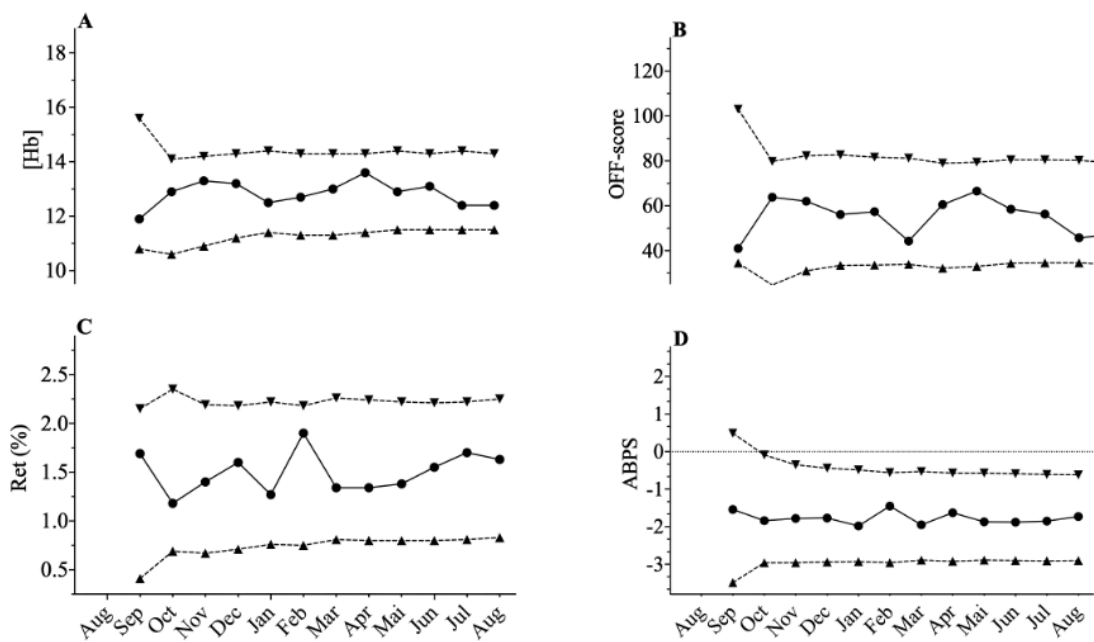 A
18
16
14
12
10
[Hb]
B
120
100
80
60
40
OFF-score
C
2.5
2.0
1.5
1.0
0.5
Ret (%)
Aug Sep Oct Nov Dec Jan Feb Mar Apr Mai Jun Jul Aug
D
2
1
0
-1
-2
-3
ABPS
Aug Sep Oct Nov Dec Jan Feb Mar Apr Mai Jun Jul Aug